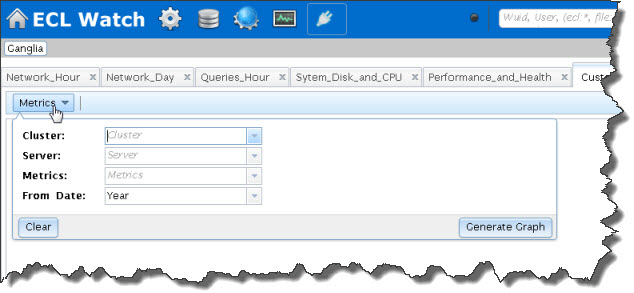 ECL Watch Wuid, User, (ecl:*, file
Ganglia
Network_Hour Network_Day Queries_Hour Sytem_Disk_and_CPU Performance_and_Health Cust
Metrics
Cluster: Cluster
Server: Server
Metrics: Metrics
From Date: Year
Clear Generate Graph